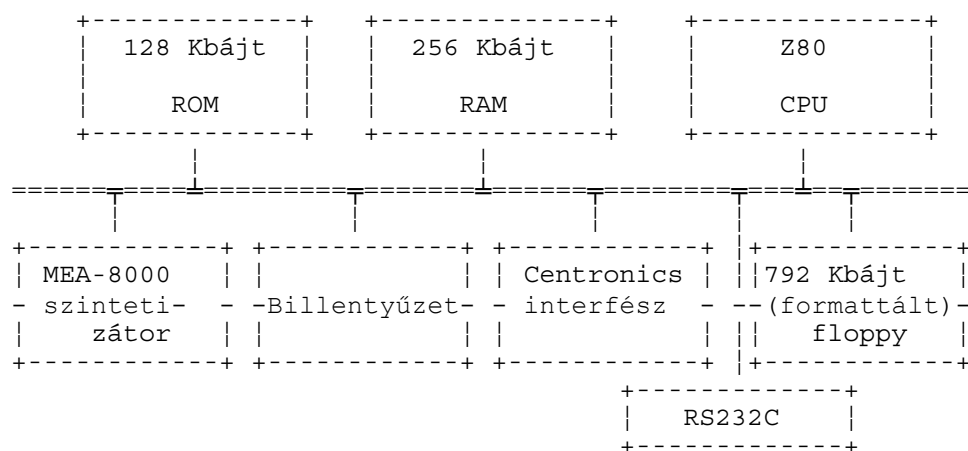 128 Kbájt 256 Kbájt Z80
ROM RAM CPU
MEA-8000 Centronics 792 Kbájt
szinteti- Billentyűzet interfész (formattált)
zátor floppy
RS232C